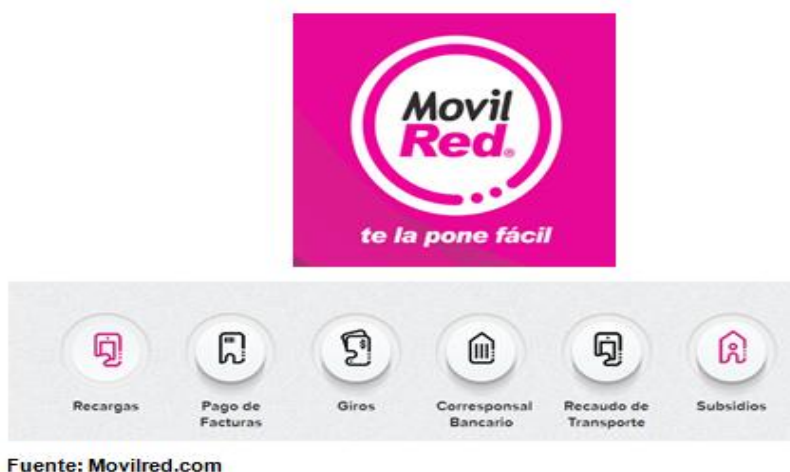 Movil
Red®
te la pone fácil
Recargas
Pago de
Facturas
Giros
Corresponsal
Bancario
Recaudo de
Transporte
Subsidios
Fuente: Movilred.com